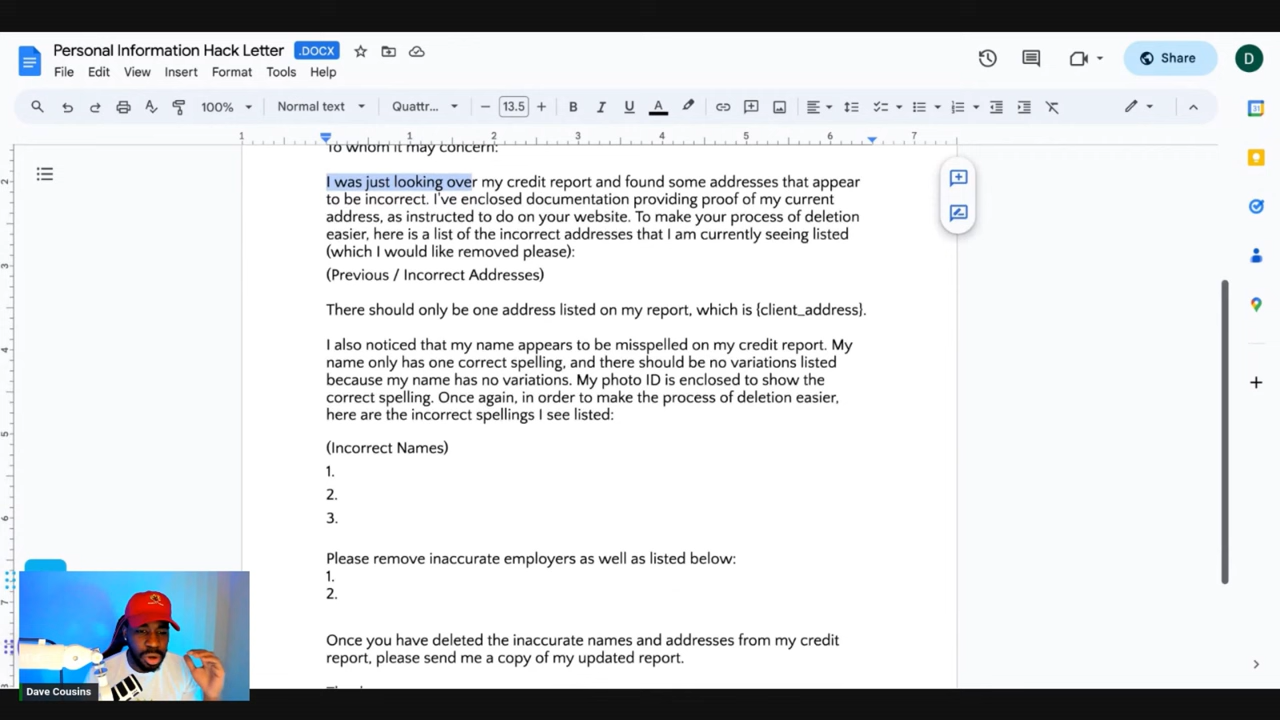 Personal Information Hack Letter .DOCX
File Edit View Insert Format Tools Help
Share
D
100% Normal text Quattr... 13.5 B I U A
1 1 2 3 4 5 6 7
To whom it may concern:
I was just looking over my credit report and found some addresses that appear
to be incorrect. I've enclosed documentation providing proof of my current
address, as instructed to do on your website. To make your process of deletion
easier, here is a list of the incorrect addresses that I am currently seeing listed
(which I would like removed please):
(Previous / Incorrect Addresses)
There should only be one address listed on my report, which is {client_address}.
I also noticed that my name appears to be misspelled on my credit report. My
name only has one correct spelling, and there should be no variations listed
because my name has no variations. My photo ID is enclosed to show the
correct spelling. Once again, in order to make the process of deletion easier,
here are the incorrect spellings I see listed:
(Incorrect Names)
1.
2.
3.
Please remove inaccurate employers as well as listed below:
1.
2.
Once you have deleted the inaccurate names and addresses from my credit
report, please send me a copy of my updated report.
Dave Cousins